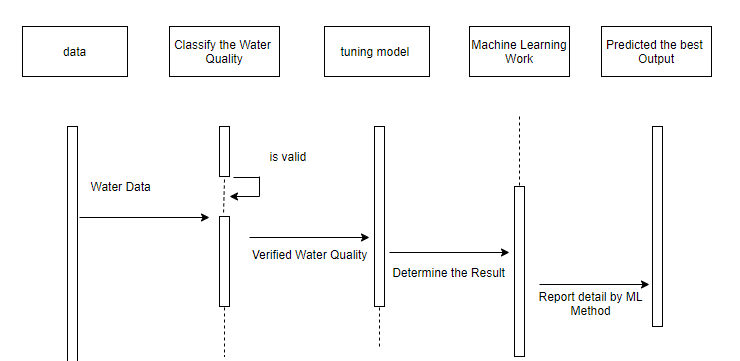 data
Classify the Water
Quality
tuning model
Machine Learning
Work
Predicted the best
Output
is valid
Water Data
Verified Water Quality
Determine the Result
Report detail by ML
Method